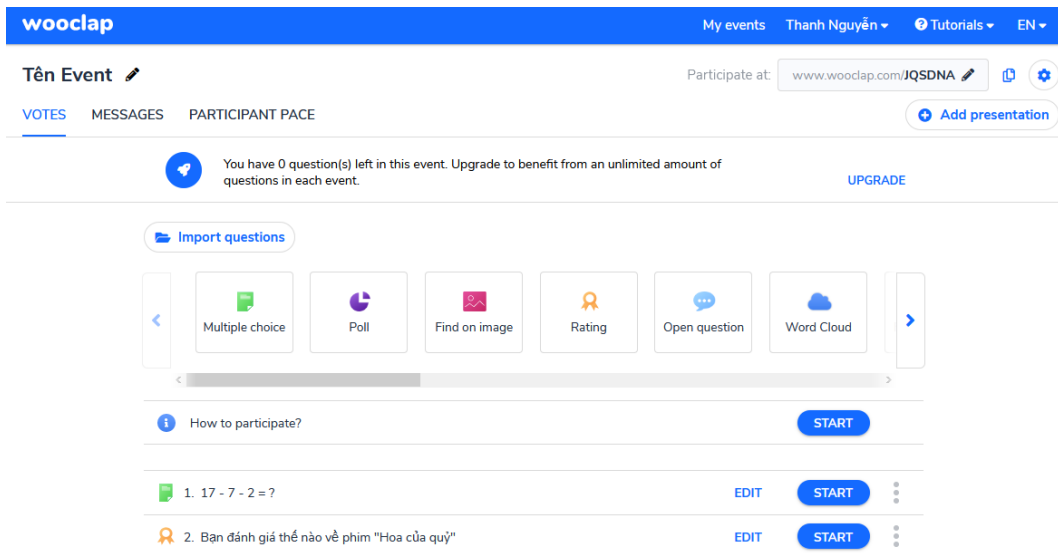 wooclap
My events Thanh Nguyễn Tutorials EN
Tên Event
Participate at: www.wooclap.com/JQSDNA
VOTES MESSAGES PARTICIPANT PACE
Add presentation
You have 0 question(s) left in this event. Upgrade to benefit from an unlimited amount of
questions in each event.
UPGRADE
Import questions
Multiple choice
Poll
Find on image
Rating
Open question
Word Cloud
How to participate?
START
1. 17 - 7 - 2 = ?
EDIT
START
2. Bạn đánh giá thế nào về phim "Hoa của quỷ"
EDIT
START